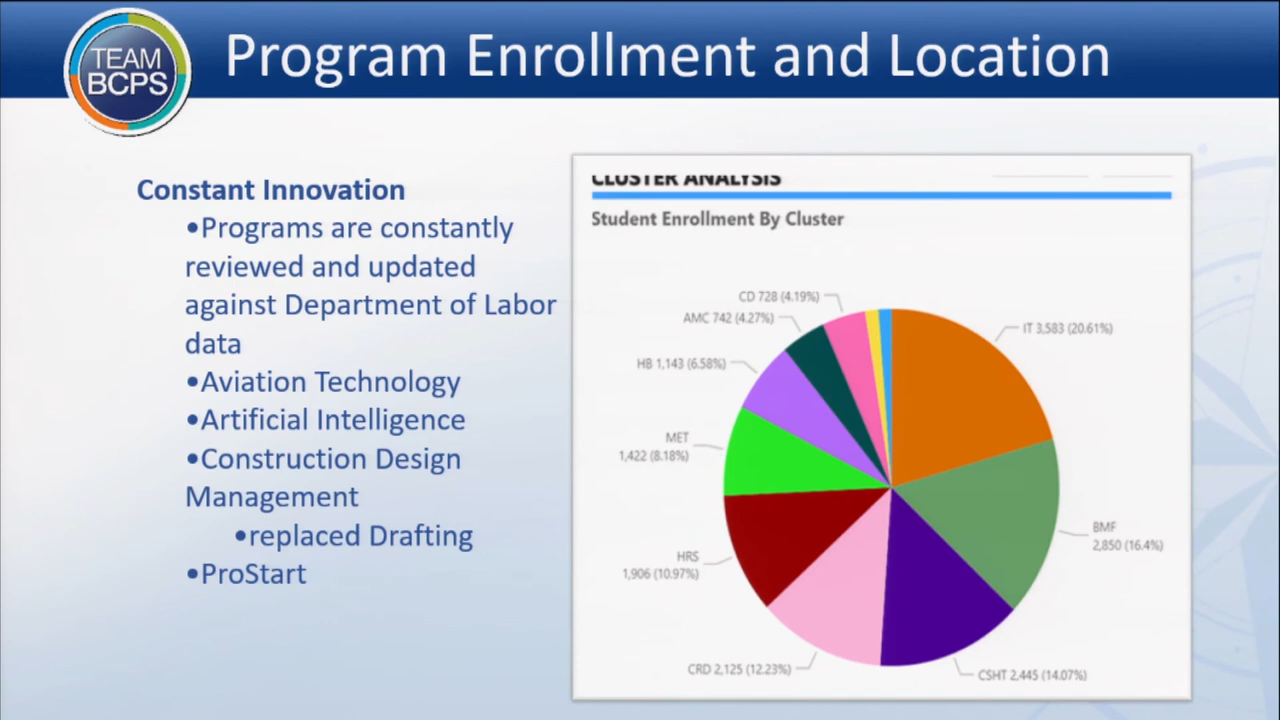 TEAM
BCPS
Program Enrollment and Location
Constant Innovation
•Programs are constantly
reviewed and updated
against Department of Labor
data
•Aviation Technology
•Artificial Intelligence
•Construction Design
Management
•replaced Drafting
•ProStart
CLUSTER ANALYSIS
Student Enrollment By Cluster
CD 728 (4.19%)
AMC 742 (4.27%)
HB 1,143 (6.58%)
MET
1,422 (8.18%)
HRS
1,906 (10.97%)
CRD 2,125 (12.23%)
CSHT 2,445 (14.07%)
BMF
2,850 (16.4%)
IT 3,583 (20.61%)